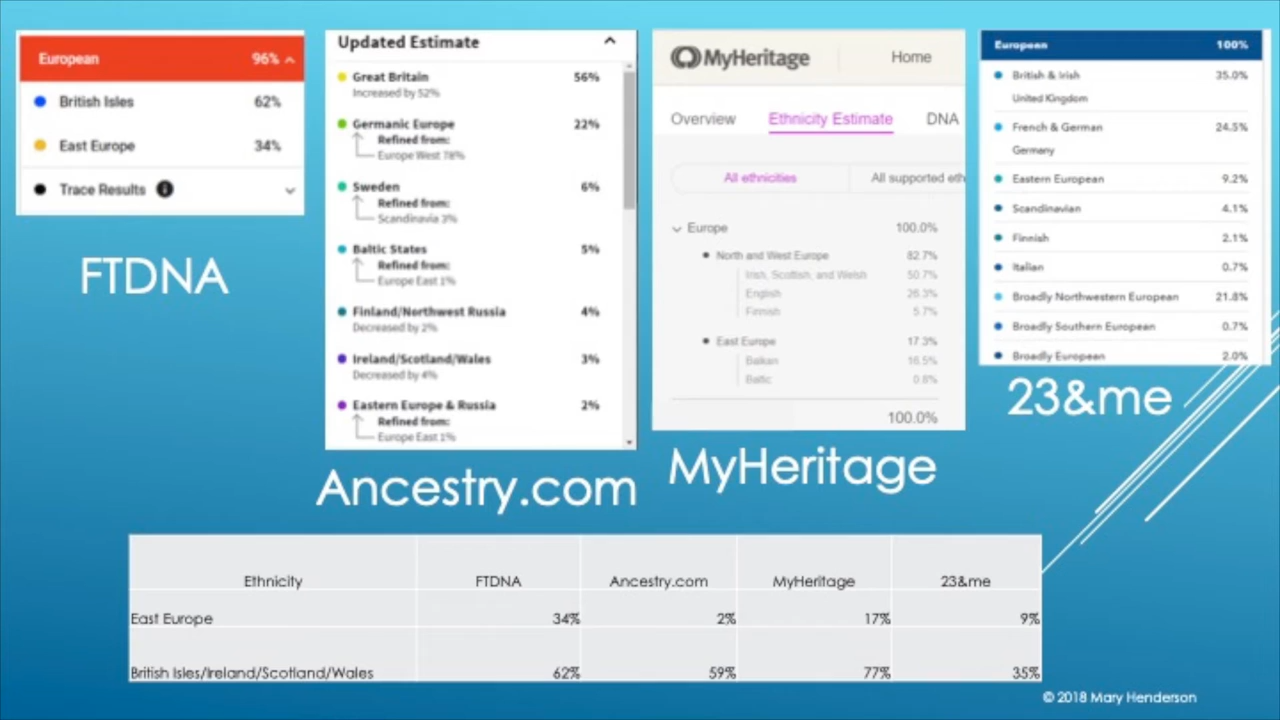 European 96%
British Isles 62%
East Europe 34%
Trace Results i
FTDNA
Updated Estimate
Great Britain 56%
Increased by 52%
Germanic Europe 22%
Refined from:
Europe West 78%
Sweden 6%
Refined from:
Scandinavia 3%
Baltic States 5%
Refined from:
Europe East 1%
Finland/Northwest Russia 4%
Decreased by 2%
Ireland/Scotland/Wales 3%
Decreased by 4%
Eastern Europe & Russia 2%
Refined from:
Europe East 1%
Ancestry.com
MyHeritage Home
Overview Ethnicity Estimate DNA
All ethnicities All supported eth
Europe 100.0%
North and West Europe 82.7%
Irish, Scottish, and Welsh 50.7%
English 26.3%
Finnish 5.7%
East Europe 17.3%
Balkan 16.5%
Baltic 0.8%
100.0%
MyHeritage
European 100%
British & Irish 35.0%
United Kingdom
French & German 24.5%
Germany
Eastern European 9.2%
Scandinavian 4.1%
Finnish 2.1%
Italian 0.7%
Broadly Northwestern European 21.8%
Broadly Southern European 0.7%
Broadly European 2.0%
23&me
Ethnicity FTDNA Ancestry.com MyHeritage 23&me
East Europe 34% 2% 17% 9%
British Isles/Ireland/Scotland/Wales 62% 59% 77% 35%
© 2018 Mary Henderson